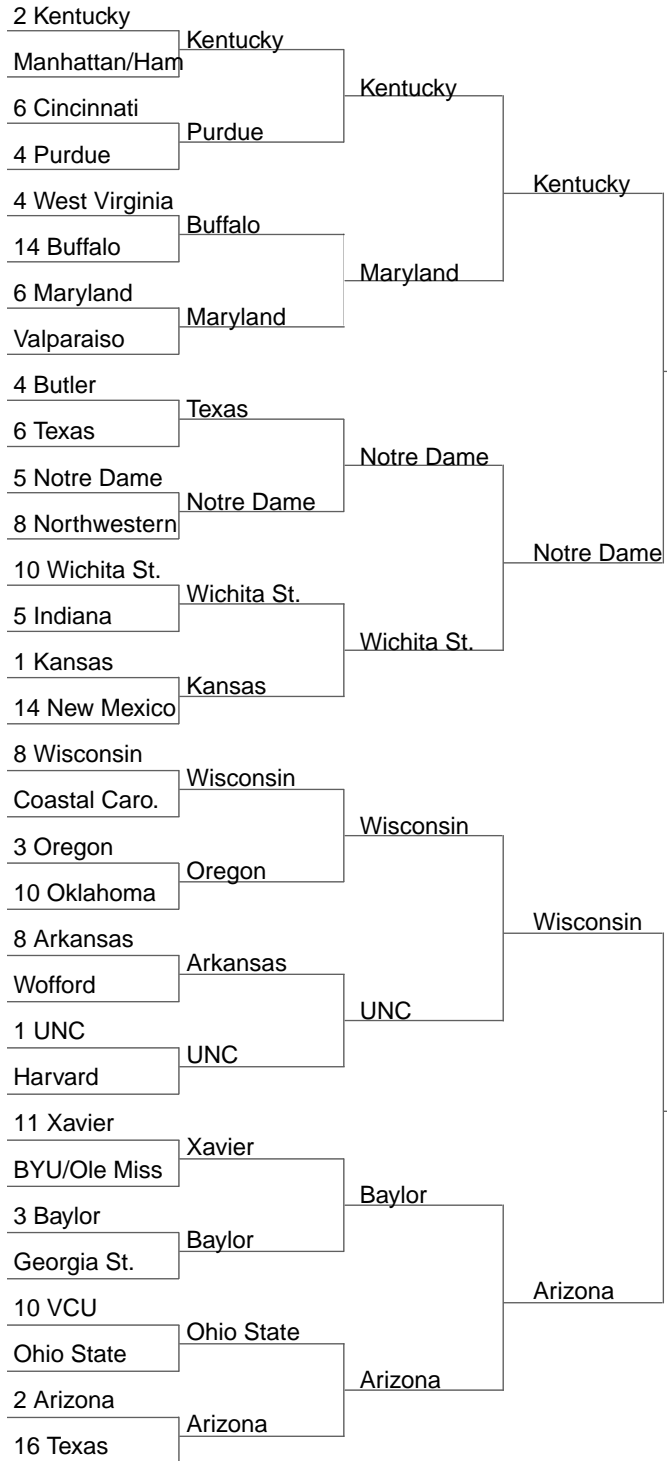 2 Kentucky
Manhattan/Ham
6 Cincinnati
4 Purdue
4 West Virginia
14 Buffalo
6 Maryland
Valparaiso
4 Butler
6 Texas
5 Notre Dame
8 Northwestern
10 Wichita St.
5 Indiana
1 Kansas
14 New Mexico
8 Wisconsin
Coastal Caro.
3 Oregon
10 Oklahoma
8 Arkansas
Wofford
1 UNC
Harvard
11 Xavier
BYU/Ole Miss
3 Baylor
Georgia St.
10 VCU
Ohio State
2 Arizona
16 Texas
Kentucky
Purdue
Buffalo
Maryland
Texas
Notre Dame
Wichita St.
Kansas
Wisconsin
Oregon
Arkansas
UNC
Xavier
Baylor
Ohio State
Arizona
Kentucky
Maryland
Notre Dame
Wichita St.
Wisconsin
UNC
Baylor
Arizona
Kentucky
Notre Dame
Wisconsin
Arizona